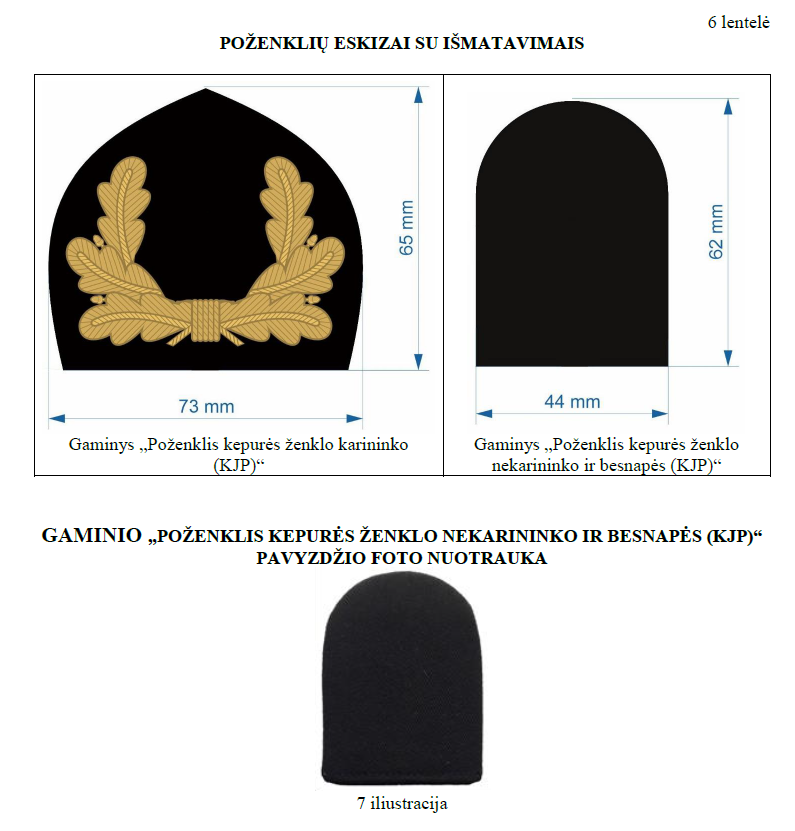 6 lentelė
POŽENKLIŲ ESKIZAI SU IŠMATAVIMAIS
65 mm
73 mm
Gaminys „Poženklis kepurės ženklo karininko
(KJP)“
62 mm
44 mm
Gaminys „Poženklis kepurės ženklo
nekarininko ir besnapės (KJP)“
GAMINIO „POŽENKLIS KEPURĖS ŽENKLO NEKARININKO IR BESNAPĖS (KJP)“
PAVYZDŽIO FOTO NUOTRAUKA
7 iliustracija